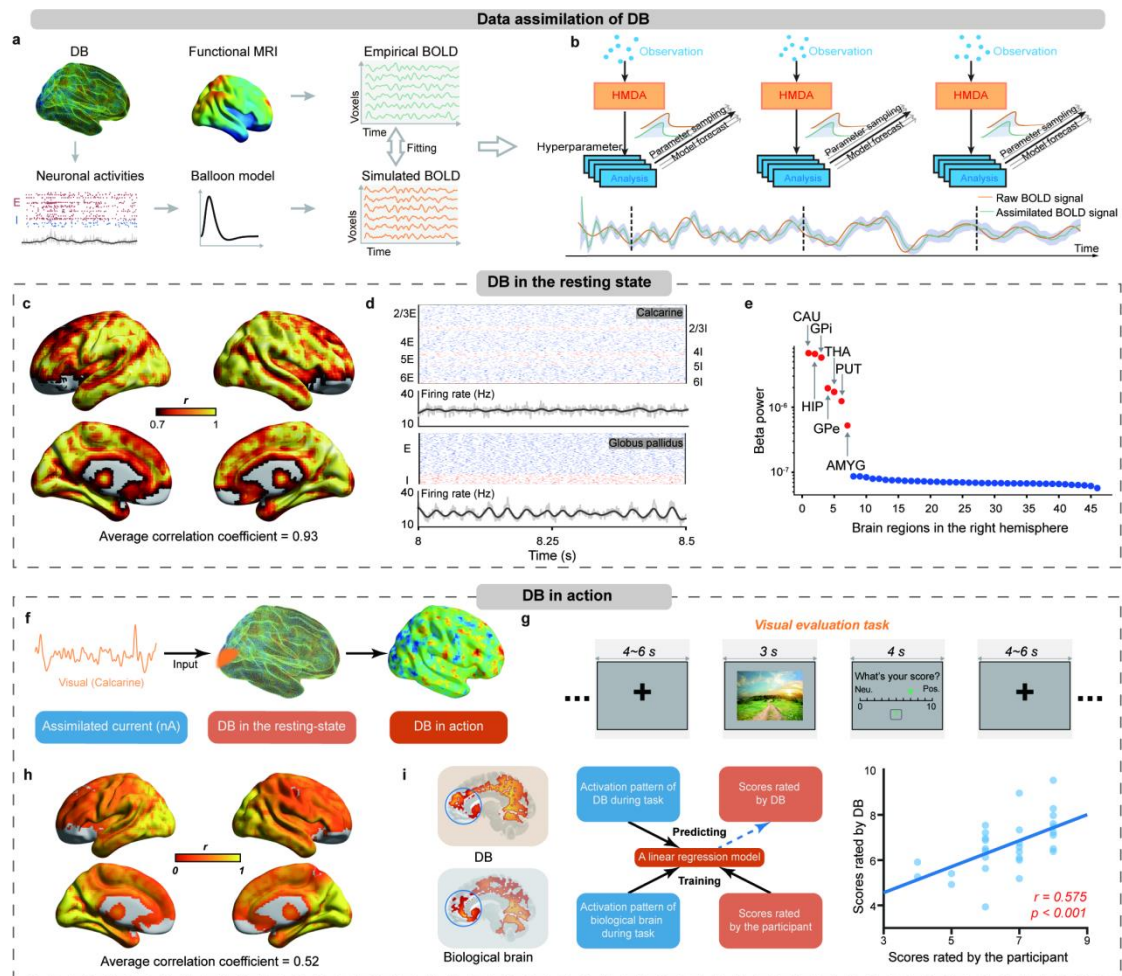 Data assimilation of DB
a
DB
Functional MRI
Empirical BOLD
Voxels
Time
Fitting
Neuronal activities
E
I
Balloon model
Simulated BOLD
Voxels
Time
b
Observation
Observation
Observation
HMDA
HMDA
HMDA
Hyperparameter
Parameter sampling
Model forecast
Parameter sampling
Model forecast
Parameter sampling
Model forecast
Analysis
Analysis
Analysis
Raw BOLD signal
Assimilated BOLD signal
Time
DB in the resting state
c
r
0.7 1
Average correlation coefficient = 0.93
d
2/3E
4E
5E
6E
Calcarine
2/3I
4I
5I
6I
40
Firing rate (Hz)
10
E
I
Globus pallidus
40
Firing rate (Hz)
10
8 8.25 8.5
Time (s)
e
CAU
GPi
THA
PUT
HIP
GPe
AMYG
Beta power
10-6
10-7
0 5 10 15 20 25 30 35 40 45
Brain regions in the right hemisphere
DB in action
f
Visual (Calcarine)
Input
Assimilated current (nA)
DB in the resting-state
DB in action
g
Visual evaluation task
4~6 s
3 s
4 s
4~6 s
...
+
What's your score?
Neu. Pos.
0 10
+
...
h
r
0 1
Average correlation coefficient = 0.52
i
DB
Biological brain
Activation pattern of
DB during task
Scores rated
by DB
Predicting
A linear regression model
Training
Activation pattern of
biological brain
during task
Scores rated
by the participant
Scores rated by DB
10
8
6
4
r = 0.575
p < 0.001
3 5 7 9
Scores rated by the participant